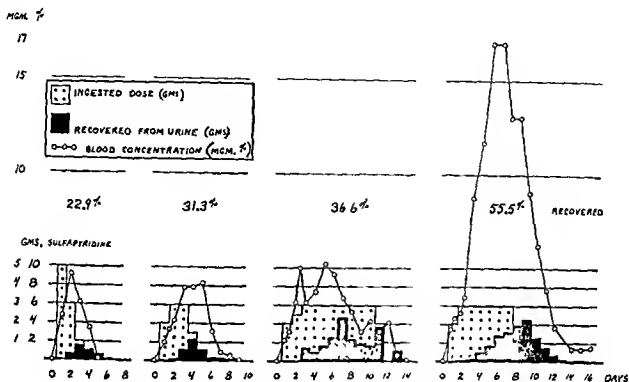 MGM. %
17
15
INGESTED DOSE (GMS)
RECOVERED FROM URINE (GMS)
BLOOD CONCENTRATION (MGM. %)
10
22.9% 31.3% 36.6% 55.5% RECOVERED
GMS. SULFAPYRIDINE
5 10
4 8
3 6
2 4
1 2
0 2 4 6 8 0 2 4 6 8 10 0 2 4 6 8 10 12 14 0 2 4 6 8 10 12 14 16 DAYS